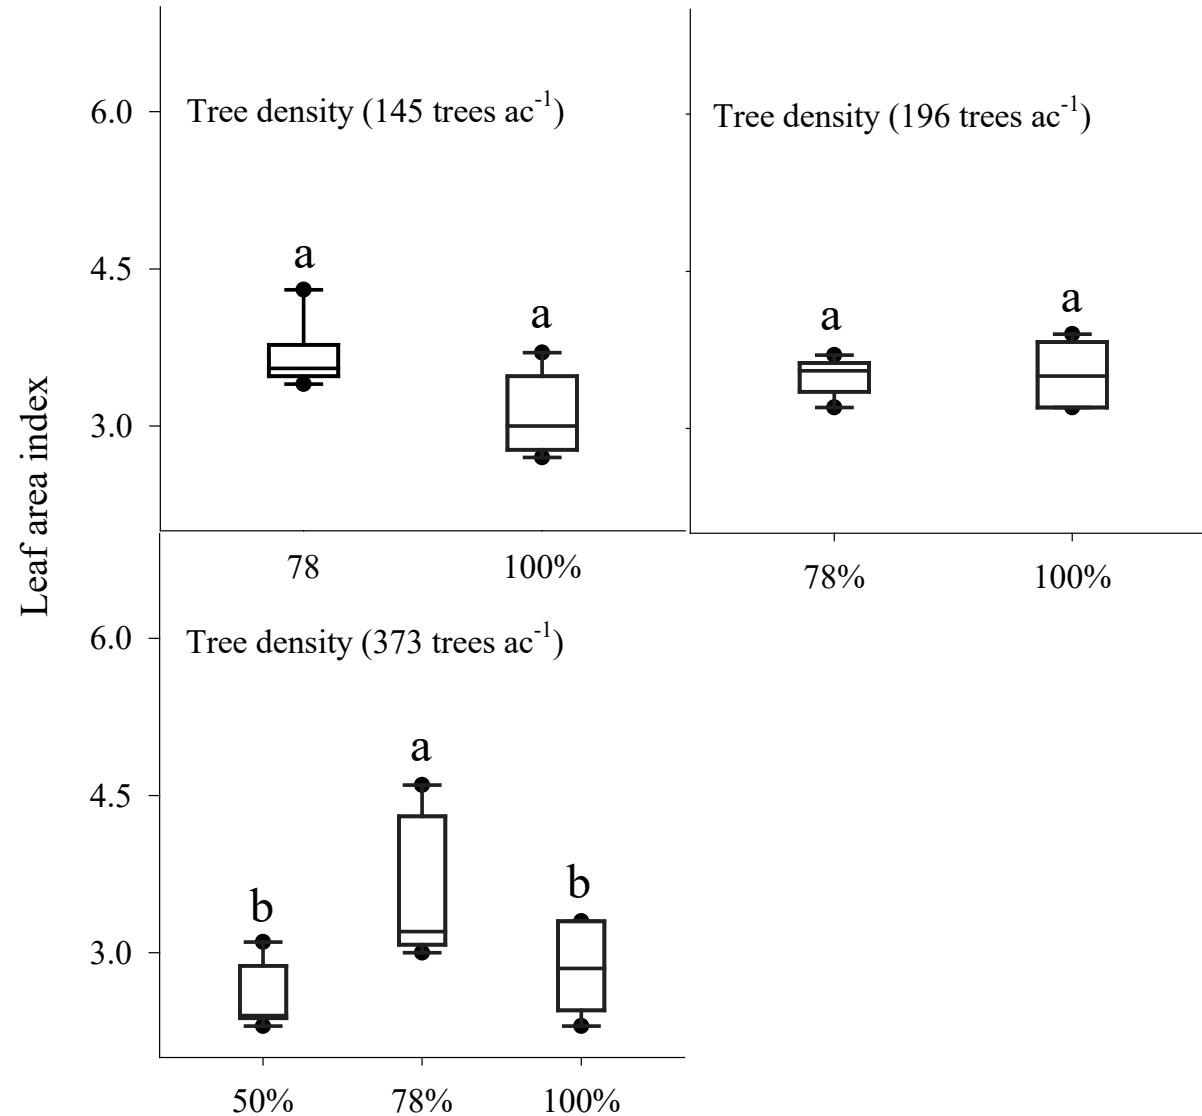 Leaf area index
6.0
4.5
3.0
Tree density (145 trees ac-1)
a
a
78
100%
Tree density (196 trees ac-1)
a
a
78%
100%
6.0
4.5
3.0
Tree density (373 trees ac-1)
b
a
b
50%
78%
100%